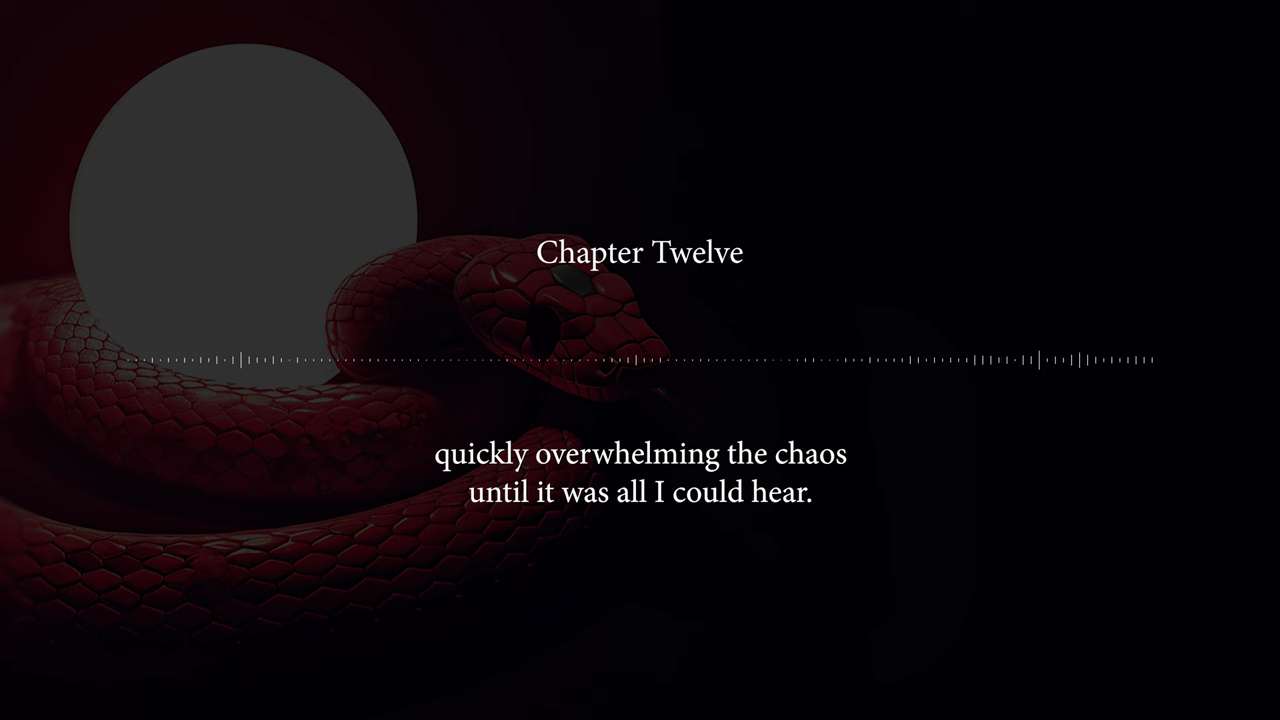 Chapter Twelve
quickly overwhelming the chaos
until it was all I could hear.